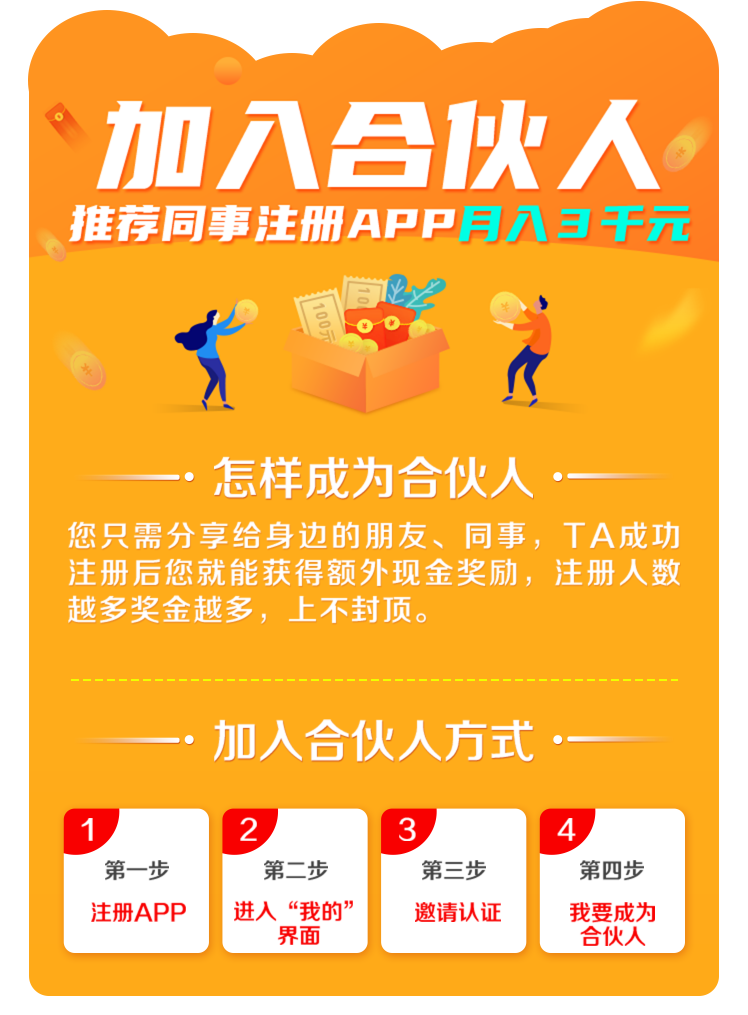 加入合伙人
推荐同事注册APP月入3千元
100元
10
怎样成为合伙人
您只需分享给身边的朋友、同事，TA成功
注册后您就能获得额外现金奖励，注册人数
越多奖金越多，上不封顶。
加入合伙人方式
1
2
3
4
第一步
第二步
第三步
第四步
注册APP
进入“我的”
界面
邀请认证
我要成为
合伙人